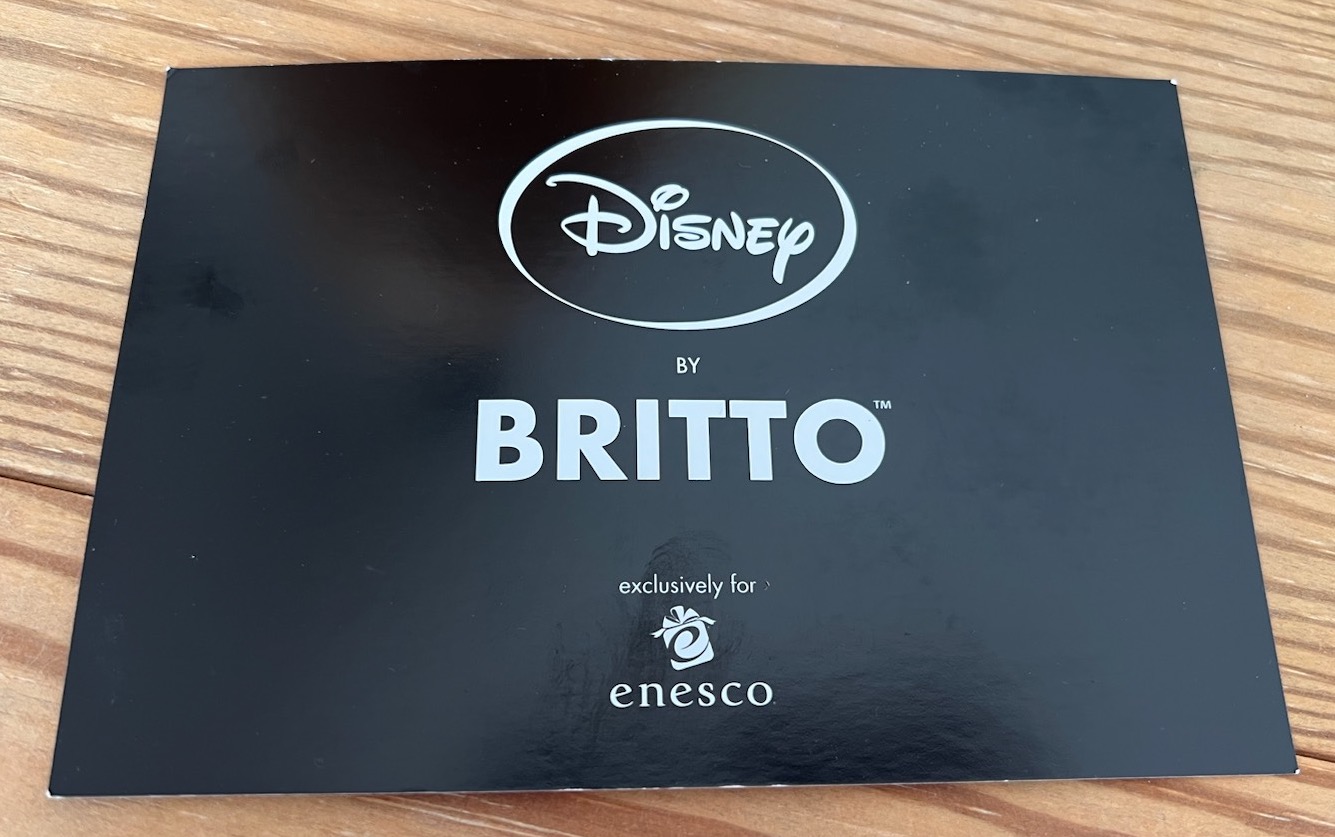 Disney
BY
BRITTO™
exclusively for
e
enesco